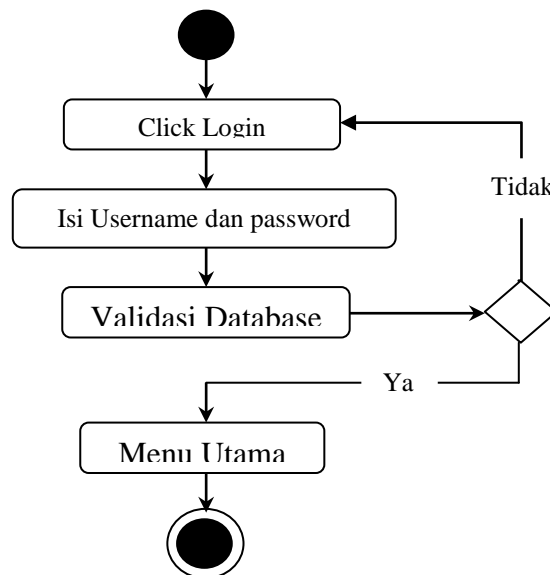 Click Login
Tidak
Isi Username dan password
Validasi Database
Ya
Menu Utama